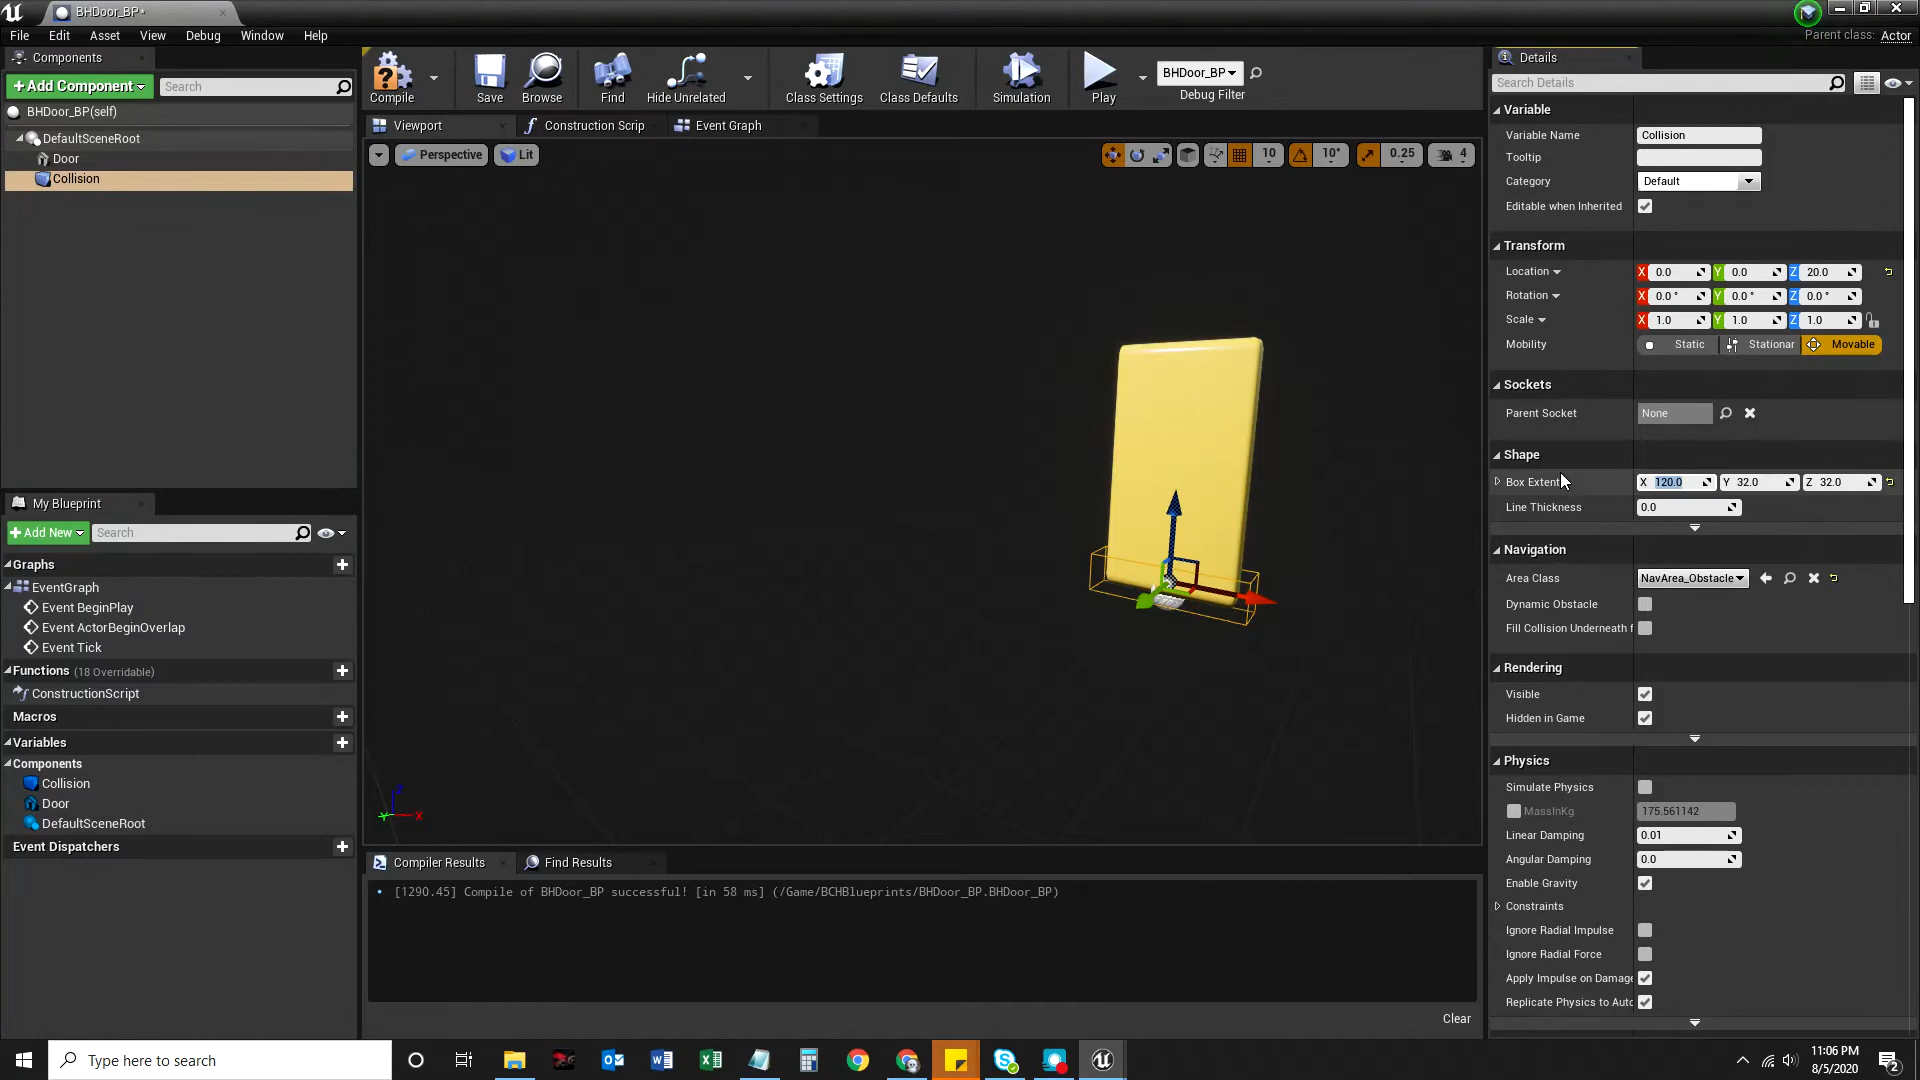 BHDoor_BP*
File Edit Asset View Debug Window Help
Parent class: Actor
Components
Add Component Search
BHDoor_BP(self)
DefaultSceneRoot
Door
Collision
Compile Save Browse Find Hide Unrelated Class Settings Class Defaults Simulation Play
BHDoor_BP
Debug Filter
Viewport Construction Scrip Event Graph
Perspective Lit 10 10° 0.25 4
X
Details
Search Details
Variable
Variable Name Collision
Tooltip
Category Default
Editable when Inherited
Transform
Location X 0.0 Y 0.0 Z 20.0
Rotation X 0.0 ° Y 0.0 ° Z 0.0 °
Scale X 1.0 Y 1.0 Z 1.0
Mobility Static Stationar Movable
Sockets
Parent Socket None
Shape
Box Exten X 120.0 Y 32.0 Z 32.0
Line Thickness 0.0
Navigation
Area Class NavArea_Obstacle
Dynamic Obstacle
Fill Collision Underneath f
Rendering
Visible
Hidden in Game
Physics
Simulate Physics
MassInKg 175.561142
Linear Damping 0.01
Angular Damping 0.0
Enable Gravity
Constraints
Ignore Radial Impulse
Ignore Radial Force
Apply Impulse on Damage
Replicate Physics to Auto
My Blueprint
Add New Search
Graphs
EventGraph
Event BeginPlay
Event ActorBeginOverlap
Event Tick
Functions (18 Overridable)
ConstructionScript
Macros
Variables
Components
Collision
Door
DefaultSceneRoot
Event Dispatchers
Compiler Results Find Results
[1290.45] Compile of BHDoor_BP successful! [in 58 ms] (/Game/BCHBlueprints/BHDoor_BP.BHDoor_BP)
Clear
Type here to search
11:06 PM
8/5/2020
2